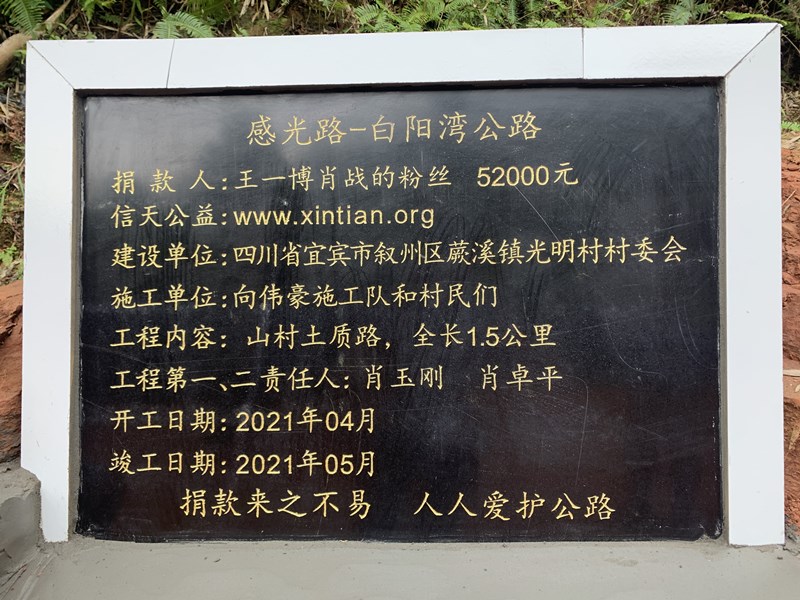 感光路-白阳湾公路
捐 款 人：王一博肖战的粉丝 52000元
信天公益：www.xintian.org
建设单位：四川省宜宾市叙州区蕨溪镇光明村村委会
施工单位：向伟豪施工队和村民们
工程内容：山村土质路，全长1.5公里
工程第一、二责任人：肖玉刚 肖卓平
开工日期：2021年04月
竣工日期：2021年05月
捐款来之不易 人人爱护公路